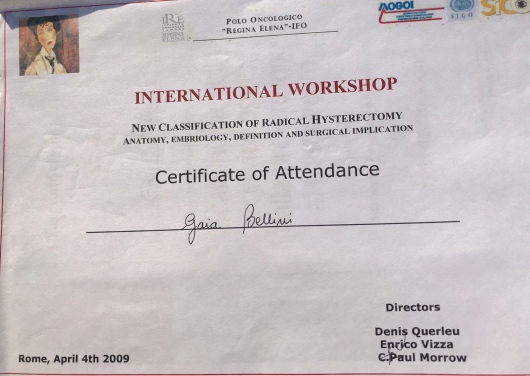 IRE
POLO ONCOLOGICO
"REGINA ELENA"-IFO
AOGOI
SIGO
INTERNATIONAL WORKSHOP
NEW CLASSIFICATION OF RADICAL HYSTERECTOMY
ANATOMY, EMBRIOLOGY, DEFINITION AND SURGICAL IMPLICATION
Certificate of Attendance
Gaia Bellini
Directors
Denis Querleu
Enrico Vizza
C.Paul Morrow
Rome, April 4th 2009